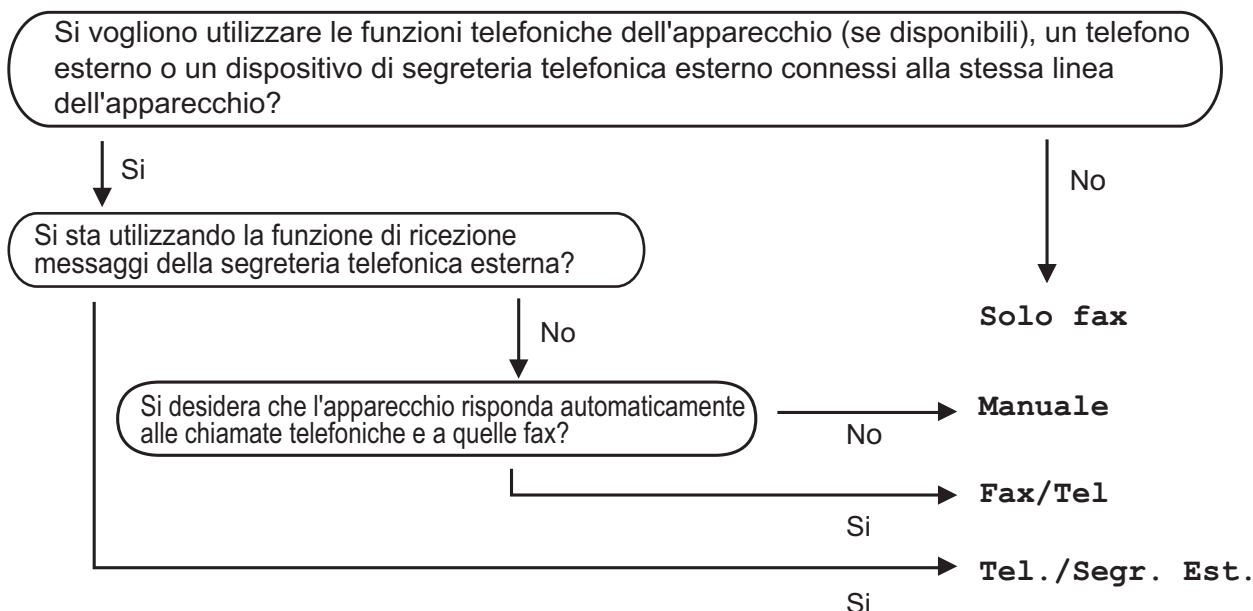 Si vogliono utilizzare le funzioni telefoniche dell'apparecchio (se disponibili), un telefono
esterno o un dispositivo di segreteria telefonica esterno connessi alla stessa linea
dell'apparecchio?
Si
No
Si sta utilizzando la funzione di ricezione
messaggi della segreteria telefonica esterna?
Solo fax
No
Si desidera che l'apparecchio risponda automaticamente
alle chiamate telefoniche e a quelle fax?
No
Manuale
Si
Fax/Tel
Si
Tel./Segr. Est.